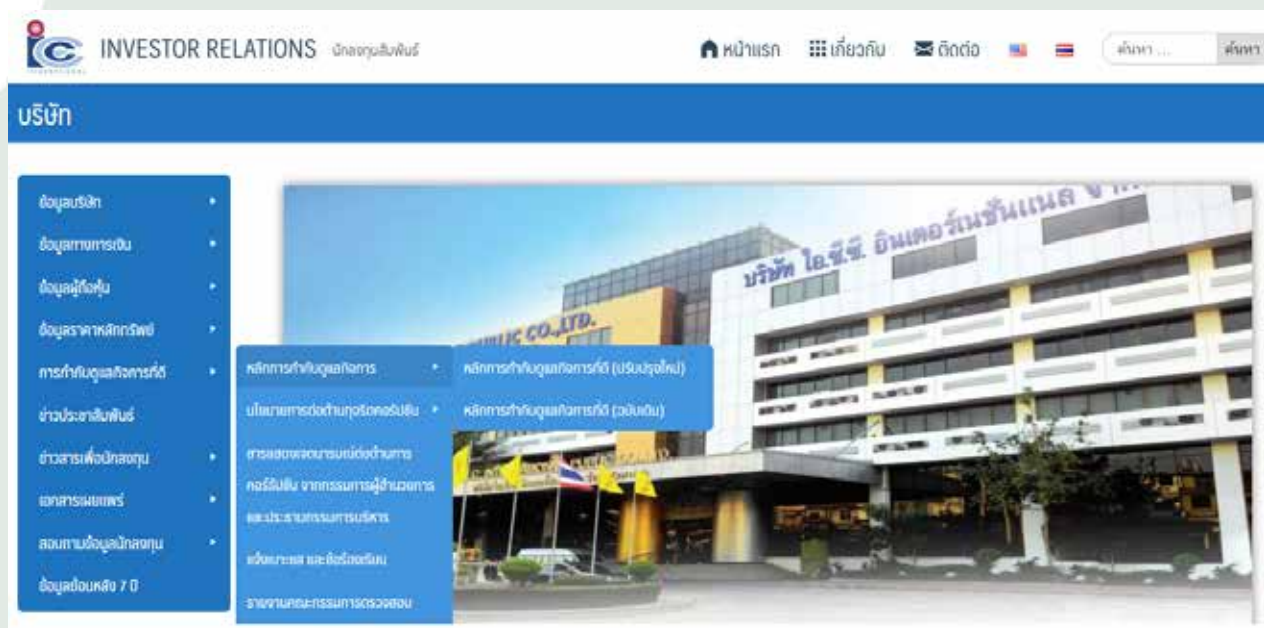 icc INVESTOR RELATIONS นักลงทุนสัมพันธ์
หน้าแรก เกี่ยวกับ ติดต่อ ค้นหา ... ค้นหา
บริษัท
ข้อมูลบริษัท
ข้อมูลทางการเงิน
ข้อมูลผู้ถือหุ้น
ข้อมูลราคาหลักทรัพย์
การกำกับดูแลกิจการที่ดี
ข่าวประชาสัมพันธ์
ข่าวสารเพื่อนักลงทุน
เอกสารเผยแพร่
สอบถามข้อมูลนักลงทุน
ข้อมูลย้อนหลัง 7 ปี
หลักการกำกับดูแลกิจการ
นโยบายการต่อต้านทุจริตคอร์รัปชัน
สารแสดงเจตนารมณ์ต่อต้านการ
คอร์รัปชัน จากกรรมการผู้อำนวยการ
และประธานกรรมการบริหาร
แจ้งเบาะแส และข้อร้องเรียน
รายงานคณะกรรมการตรวจสอบ
หลักการกำกับดูแลกิจการที่ดี (ปรับปรุงใหม่)
หลักการกำกับดูแลกิจการที่ดี (ฉบับเดิม)
บริษัท ไอ.ซี.ซี. อินเตอร์เนชั่นแนล
PUBLIC CO.,LTD.